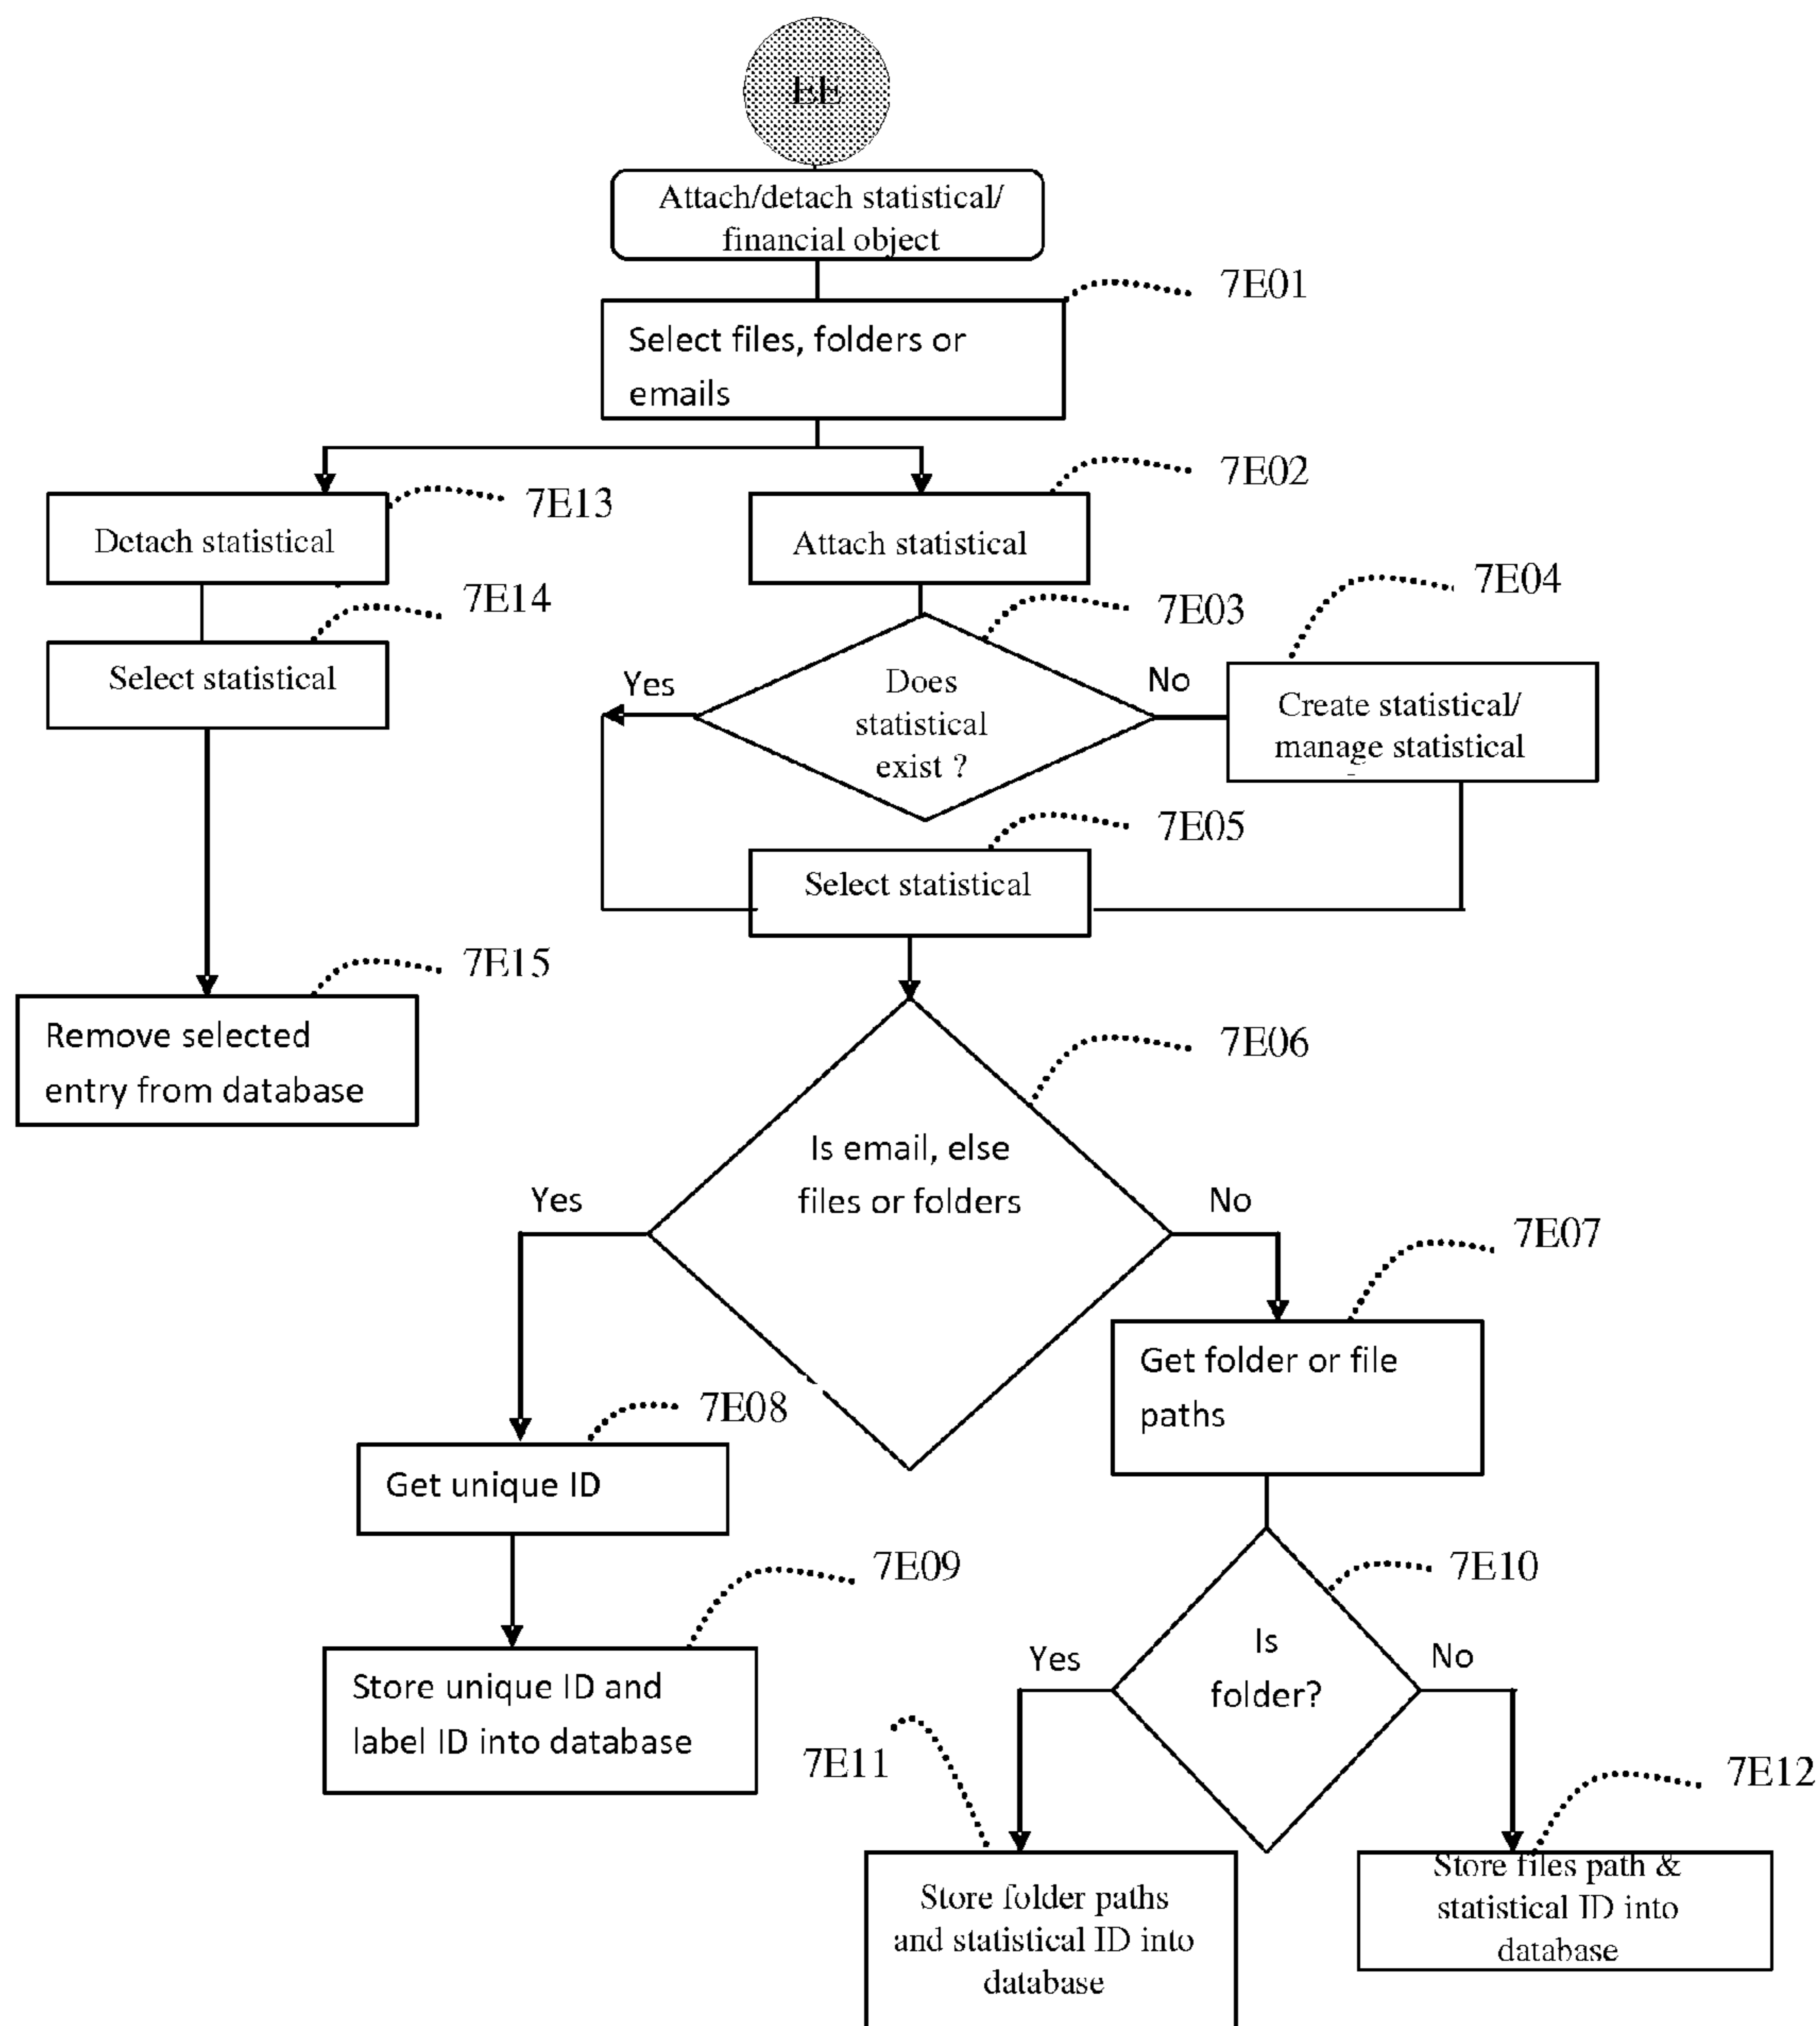 EE
Attach/detach statistical/
financial object
7E01
Select files, folders or
emails
7E02
7E13
Detach statistical
Attach statistical
7E14
7E04
7E03
Select statistical
Yes
No
Does
statistical
exist ?
Create statistical/
manage statistical
7E05
Select statistical
7E15
Remove selected
entry from database
7E06
Is email, else
files or folders
Yes
No
7E07
Get folder or file
paths
7E08
Get unique ID
7E09
7E10
Store unique ID and
label ID into database
Is
folder?
Yes
No
7E11
7E12
Store folder paths
and statistical ID into
database
Store files path &
statistical ID into
database